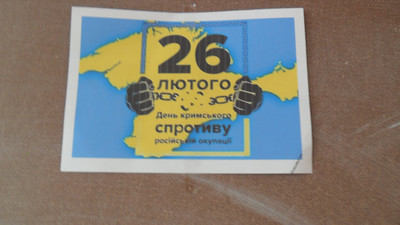 26
ЛЮТОГО
День кримського
спротиву
російській окупації